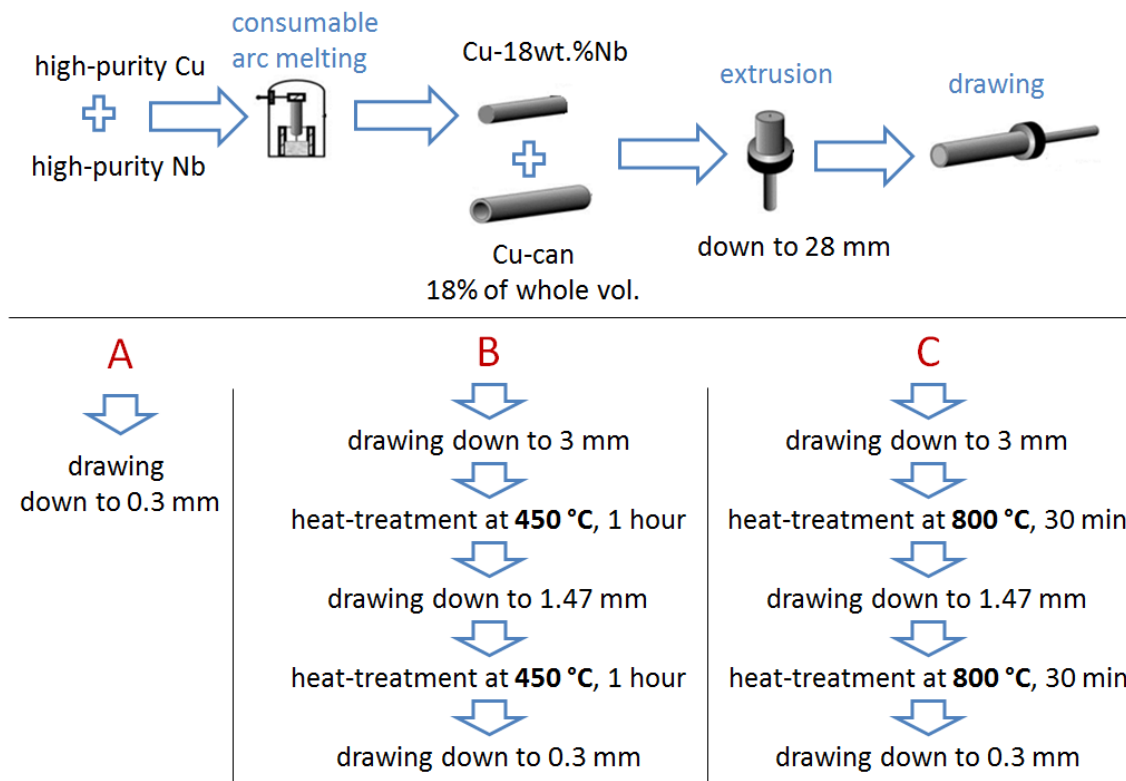 consumable
arc melting
high-purity Cu
high-purity Nb
Cu-18wt.%Nb
Cu-can
18% of whole vol.
extrusion
down to 28 mm
drawing
A
drawing
down to 0.3 mm
B
drawing down to 3 mm
heat-treatment at 450 °C, 1 hour
drawing down to 1.47 mm
heat-treatment at 450 °C, 1 hour
drawing down to 0.3 mm
C
drawing down to 3 mm
heat-treatment at 800 °C, 30 min
drawing down to 1.47 mm
heat-treatment at 800 °C, 30 min
drawing down to 0.3 mm